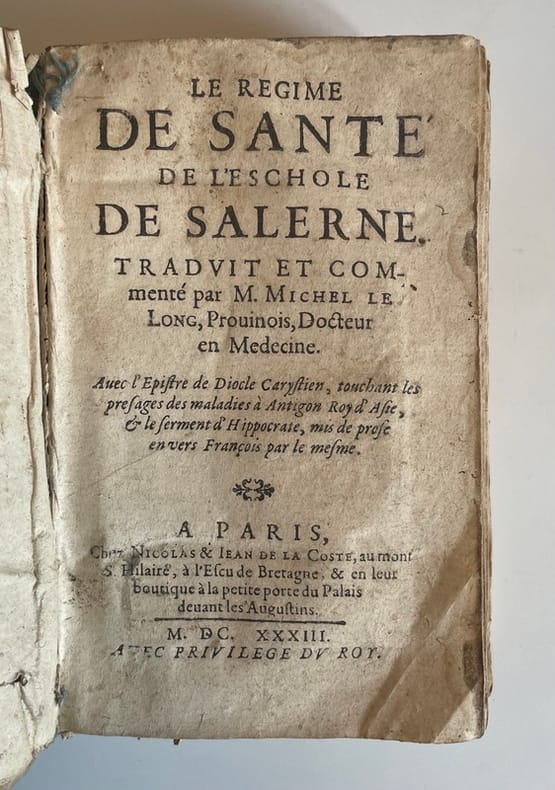 LE REGIME
DE SANTE'
DE L'ESCHOLE
DE SALERNE.
TRADVIT ET COM-
menté par M. MICHEL LE
LONG, Prouinois, Docteur
en Medecine.
Auec l'Epistre de Diocle Carystien, touchant les
presages des maladies à Antigon Roy d'Asie,
& le serment d'Hippocrate, mis de prose
en vers François par le mesme.
A PARIS,
Chez NICOLAS & IEAN DE LA COSTE, au mont
S. Hilaire, à l'Escu de Bretagne, & en leur
boutique à la petite porte du Palais
deuant les Augustins.
M. DC. XXXIII.
AVEC PRIVILEGE DV ROY.